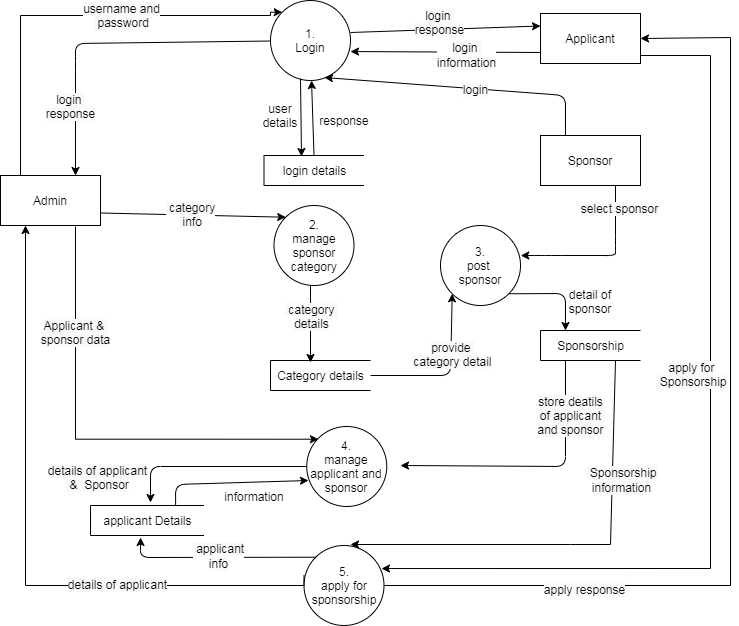 username and
password
1.
Login
login
response
Applicant
login
information
login
response
user
details
response
login
login details
Sponsor
Admin
category
info
2.
manage
sponsor
category
select sponsor
3.
post
sponsor
category
details
detail of
sponsor
Applicant &
sponsor data
provide
category detail
Sponsorship
Category details
apply for
Sponsorship
store deatils
of applicant
and sponsor
4.
manage
applicant and
sponsor
details of applicant
& Sponsor
information
Sponsorship
information
applicant Details
applicant
info
5.
apply for
sponsorship
details of applicant
apply response